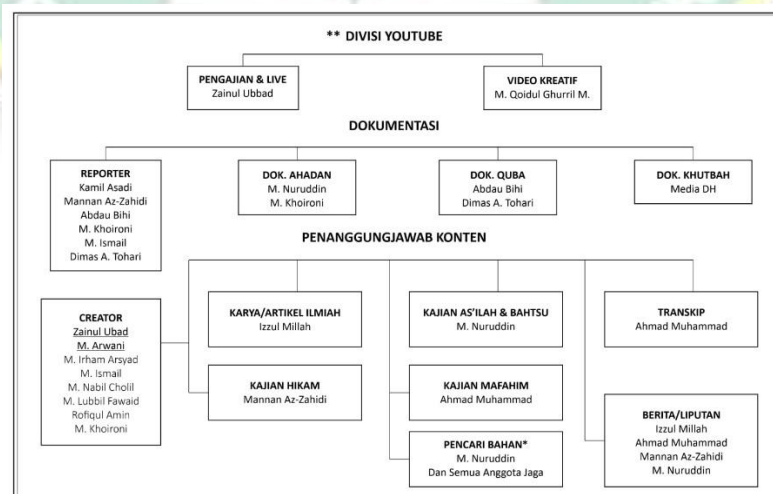 ** DIVISI YOUTUBE
PENGAJIAN & LIVE
Zainul Ubbad
VIDEO KREATIF
M. Qoidul Ghurril M.
DOKUMENTASI
REPORTER
Kamil Asadi
Mannan Az-Zahidi
Abdau Bihi
M. Khoironi
M. Ismail
Dimas A. Tohari
DOK. AHADAN
M. Nuruddin
M. Khoironi
DOK. QUBA
Abdau Bihi
Dimas A. Tohari
DOK. KHUTBAH
Media DH
PENANGGUNGJAWAB KONTEN
CREATOR
Zainul Ubad
M. Arwani
M. Irham Arsyad
M. Ismail
M. Nabil Cholil
M. Lubbil Fawaid
Rofiqul Amin
M. Khoironi
KARYA/ARTIKEL ILMIAH
Izzul Millah
KAJIAN HIKAM
Mannan Az-Zahidi
KAJIAN AS'ILAH & BAHTSU
M. Nuruddin
KAJIAN MAFAHIM
Ahmad Muhammad
PENCARI BAHAN*
M. Nuruddin
Dan Semua Anggota Jaga
TRANSKIP
Ahmad Muhammad
BERITA/LIPUTAN
Izzul Millah
Ahmad Muhammad
Mannan Az-Zahidi
M. Nuruddin